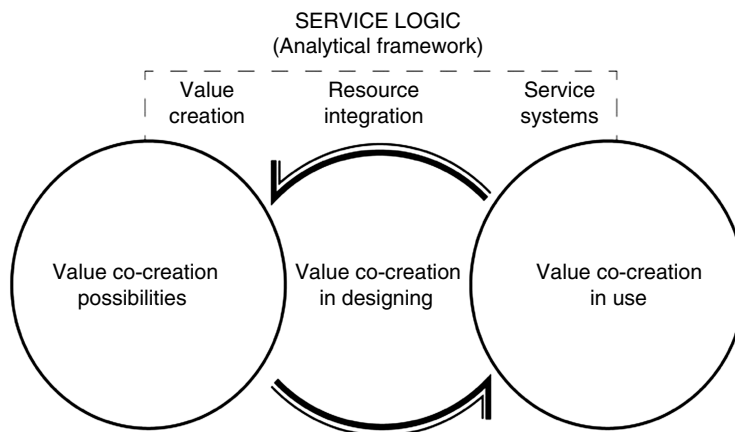 SERVICE LOGIC
(Analytical framework)
Value
creation
Resource
integration
Service
systems
Value co-creation
possibilities
Value co-creation
in designing
Value co-creation
in use